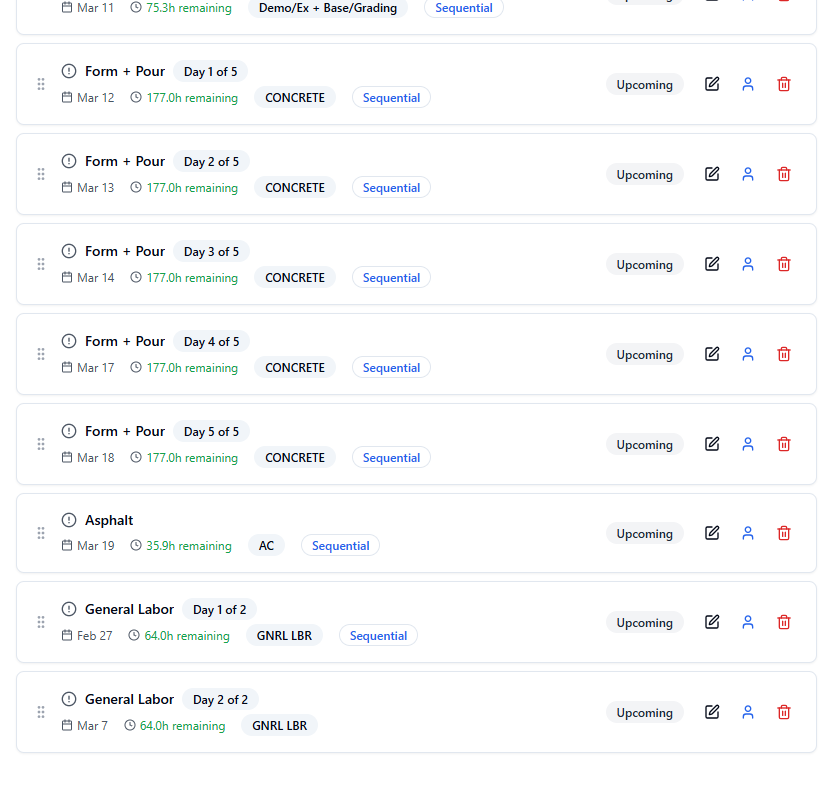 Mar 11 75.3h remaining Demo/Ex + Base/Grading Sequential
Form + Pour Day 1 of 5
Upcoming
Mar 12 177.0h remaining CONCRETE Sequential
Form + Pour Day 2 of 5
Upcoming
Mar 13 177.0h remaining CONCRETE Sequential
Form + Pour Day 3 of 5
Upcoming
Mar 14 177.0h remaining CONCRETE Sequential
Form + Pour Day 4 of 5
Upcoming
Mar 17 177.0h remaining CONCRETE Sequential
Form + Pour Day 5 of 5
Upcoming
Mar 18 177.0h remaining CONCRETE Sequential
Asphalt
Upcoming
Mar 19 35.9h remaining AC Sequential
General Labor Day 1 of 2
Upcoming
Feb 27 64.0h remaining GNRL LBR Sequential
General Labor Day 2 of 2
Upcoming
Mar 7 64.0h remaining GNRL LBR